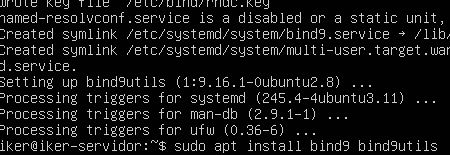 wrote key file "/etc/bind/rndc.key"
named-resolvconf.service is a disabled or a static unit,
Created symlink /etc/systemd/system/bind9.service → /lib/
Created symlink /etc/systemd/system/multi-user.target.wan
d.service.
Setting up bind9utils (1:9.16.1-0ubuntu2.8) ...
Processing triggers for systemd (245.4-4ubuntu3.11) ...
Processing triggers for man-db (2.9.1-1) ...
Processing triggers for ufw (0.36-6) ...
iker@iker-servidor:~$ sudo apt install bind9 bind9utils